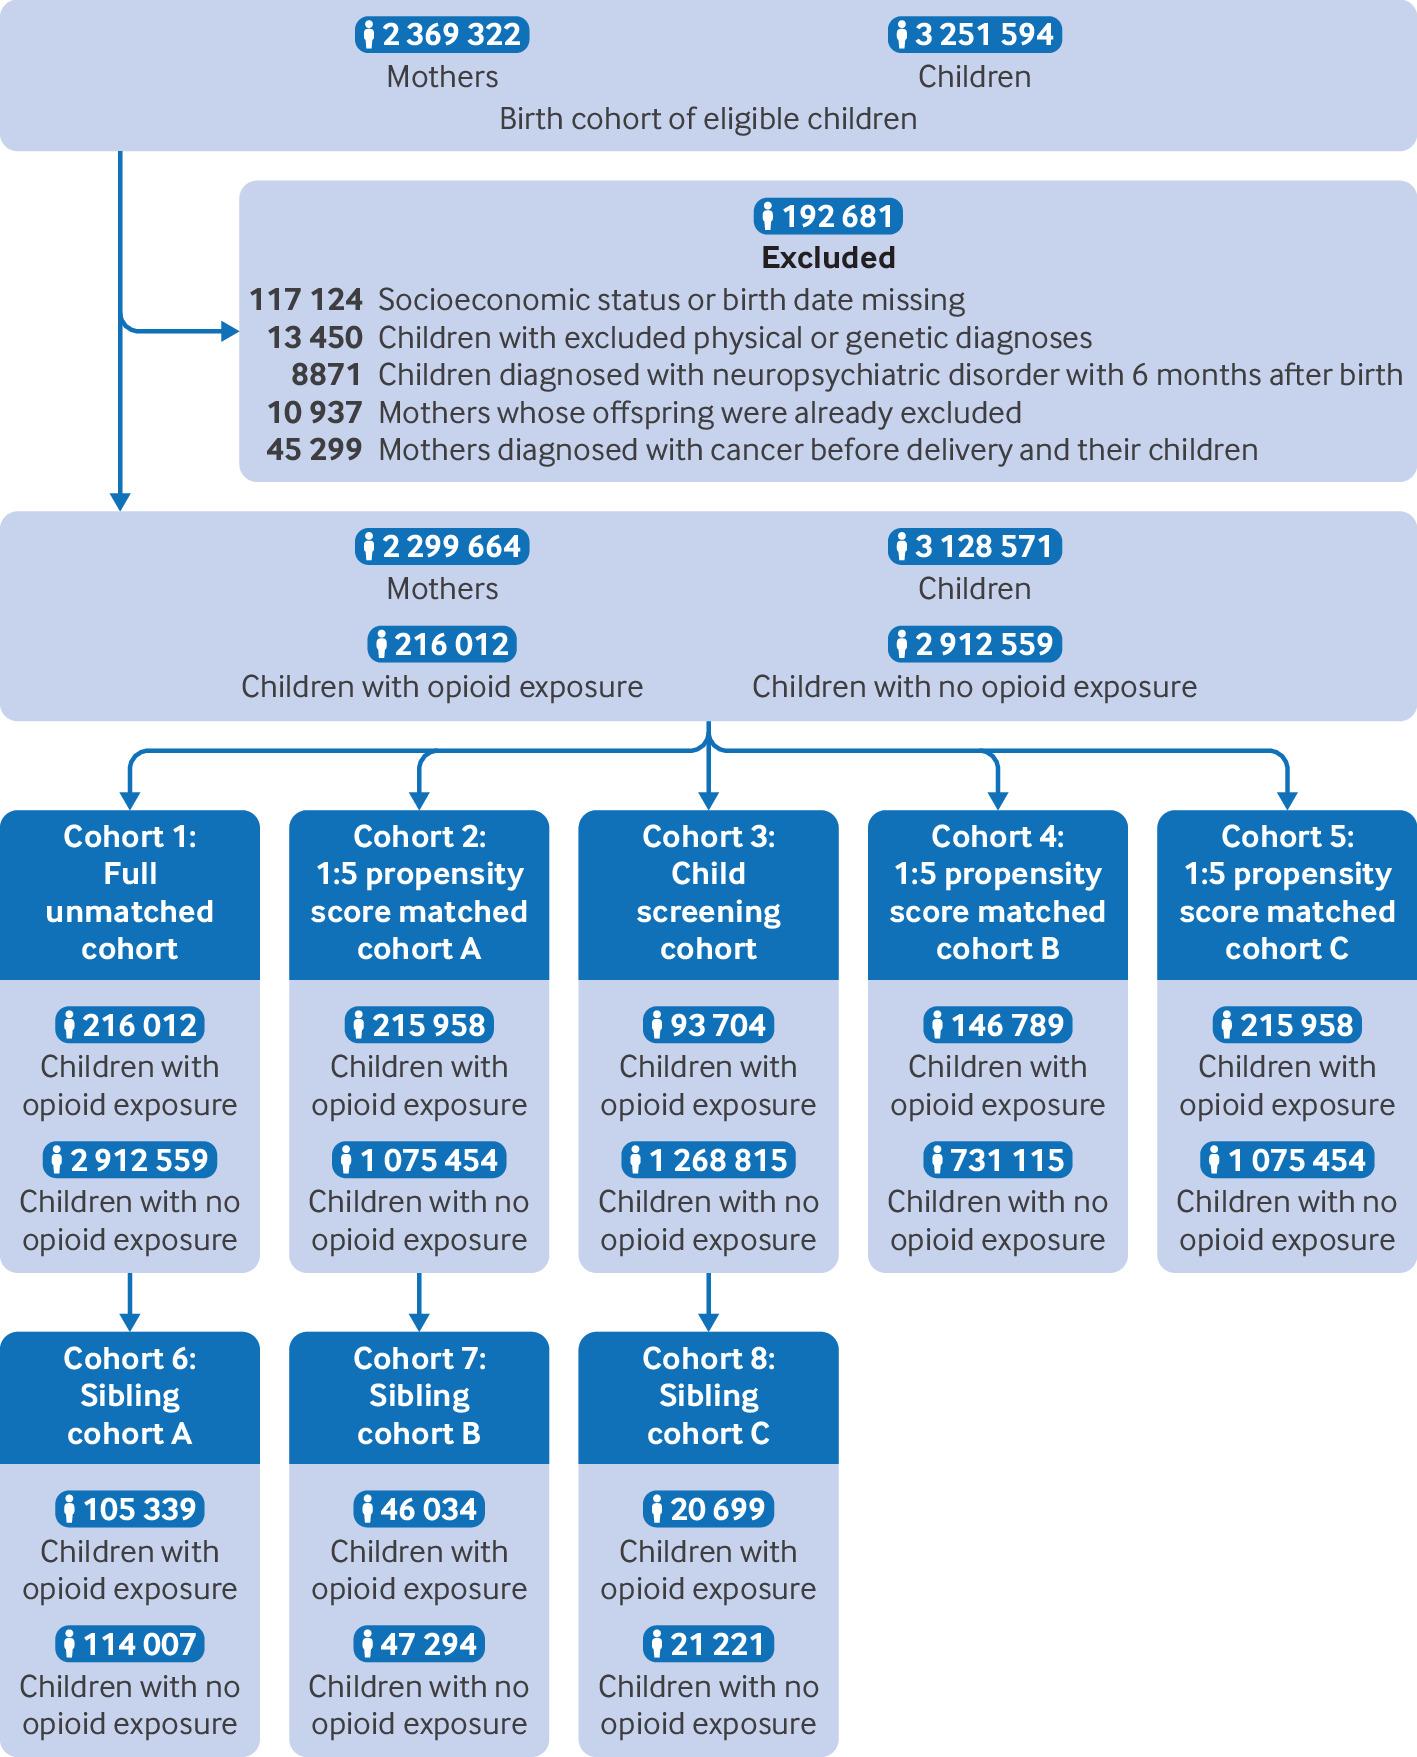 2 369 322
3 251 594
Mothers
Children
Birth cohort of eligible children
192 681
Excluded
117 124 Socioeconomic status or birth date missing
13 450 Children with excluded physical or genetic diagnoses
8871 Children diagnosed with neuropsychiatric disorder with 6 months after birth
10 937 Mothers whose offspring were already excluded
45 299 Mothers diagnosed with cancer before delivery and their children
2 299 664
3 128 571
Mothers
Children
216 012
2 912 559
Children with opioid exposure
Children with no opioid exposure
Cohort 1:
Full
unmatched
cohort
216 012
Children with
opioid exposure
2 912 559
Children with no
opioid exposure
Cohort 2:
1:5 propensity
score matched
cohort A
215 958
Children with
opioid exposure
1 075 454
Children with no
opioid exposure
Cohort 3:
Child
screening
cohort
93 704
Children with
opioid exposure
1 268 815
Children with no
opioid exposure
Cohort 4:
1:5 propensity
score matched
cohort B
146 789
Children with
opioid exposure
731 115
Children with no
opioid exposure
Cohort 5:
1:5 propensity
score matched
cohort C
215 958
Children with
opioid exposure
1 075 454
Children with no
opioid exposure
Cohort 6:
Sibling
cohort A
105 339
Children with
opioid exposure
114 007
Children with no
opioid exposure
Cohort 7:
Sibling
cohort B
46 034
Children with
opioid exposure
47 294
Children with no
opioid exposure
Cohort 8:
Sibling
cohort C
20 699
Children with
opioid exposure
21 221
Children with no
opioid exposure